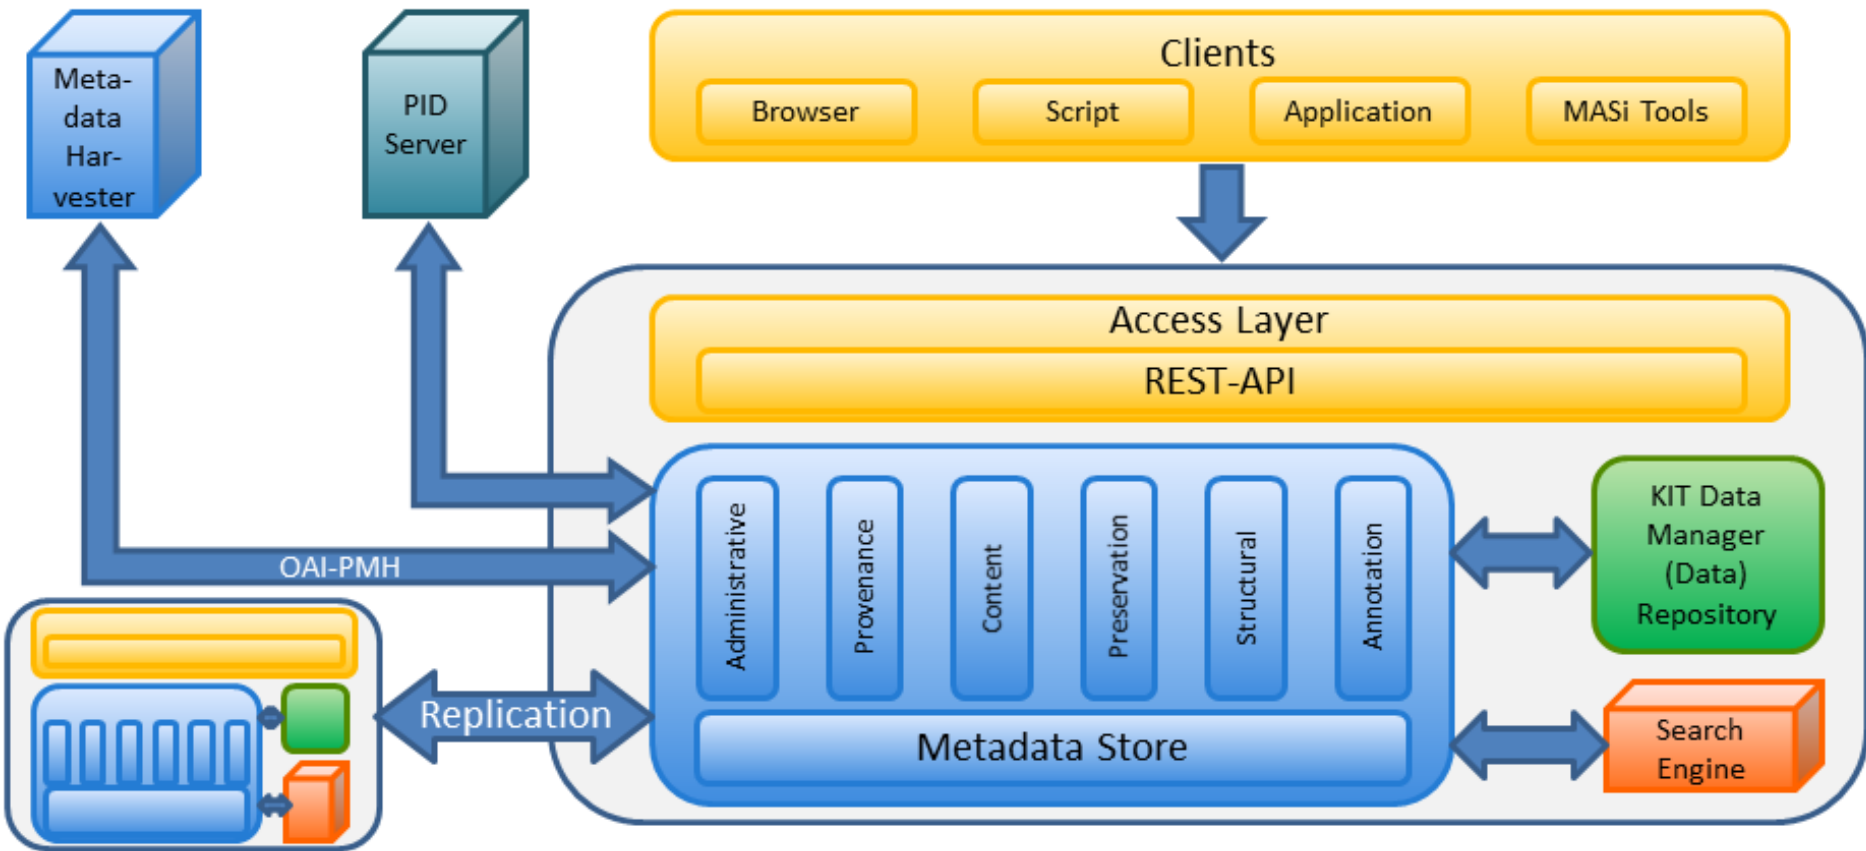 Meta-
data
Har-
vester
PID
Server
Clients
Browser
Script
Application
MASi Tools
Access Layer
REST-API
Administrative
Provenance
Content
Preservation
Structural
Annotation
Metadata Store
KIT Data
Manager
(Data)
Repository
Search
Engine
OAI-PMH
Replication